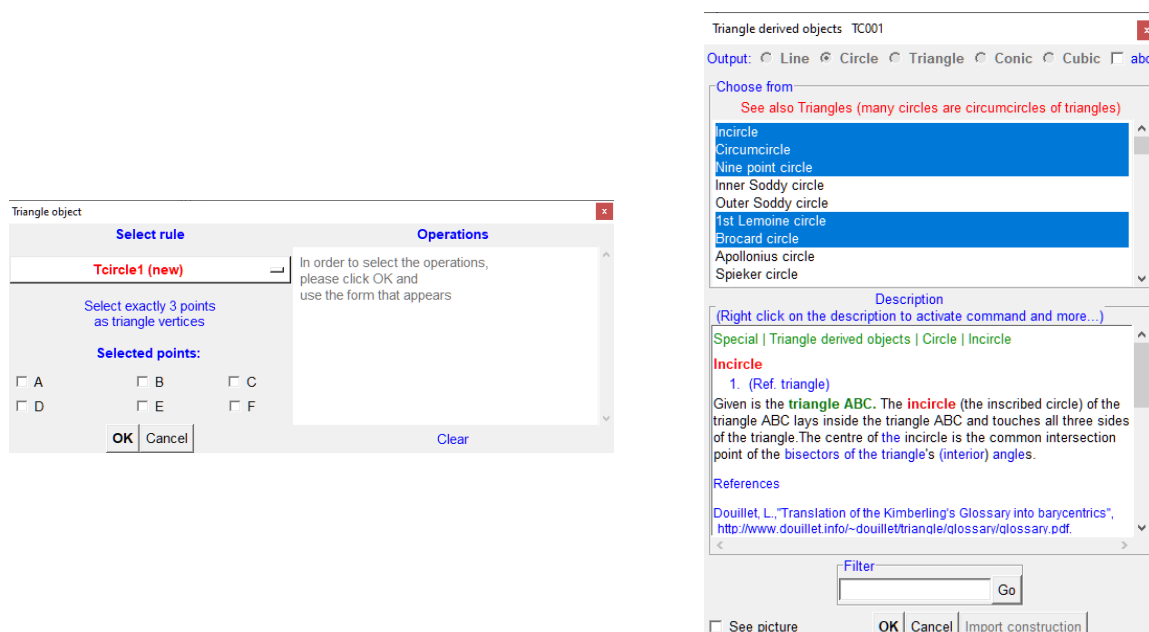 Triangle object
x
Select rule
Operations
Tcircle1 (new)
In order to select the operations,
please click OK and
use the form that appears
Select exactly 3 points
as triangle vertices
Selected points:
A B C
D E F
OK Cancel
Clear
Triangle derived objects TC001
x
Output: Line Circle Triangle Conic Cubic abc
Choose from
See also Triangles (many circles are circumcircles of triangles)
Incircle
Circumcircle
Nine point circle
Inner Soddy circle
Outer Soddy circle
1st Lemoine circle
Brocard circle
Apollonius circle
Spieker circle
Description
(Right click on the description to activate command and more...)
Special | Triangle derived objects | Circle | Incircle
Incircle
1. (Ref. triangle)
Given is the triangle ABC. The incircle (the inscribed circle) of the
triangle ABC lays inside the triangle ABC and touches all three sides
of the triangle.The centre of the incircle is the common intersection
point of the bisectors of the triangle's (interior) angles.
References
Douillet, L.,"Translation of the Kimberling's Glossary into barycentrics",
http://www.douillet.info/~douillet/triangle/glossary/glossary.pdf.
Filter
Go
See picture OK Cancel Import construction